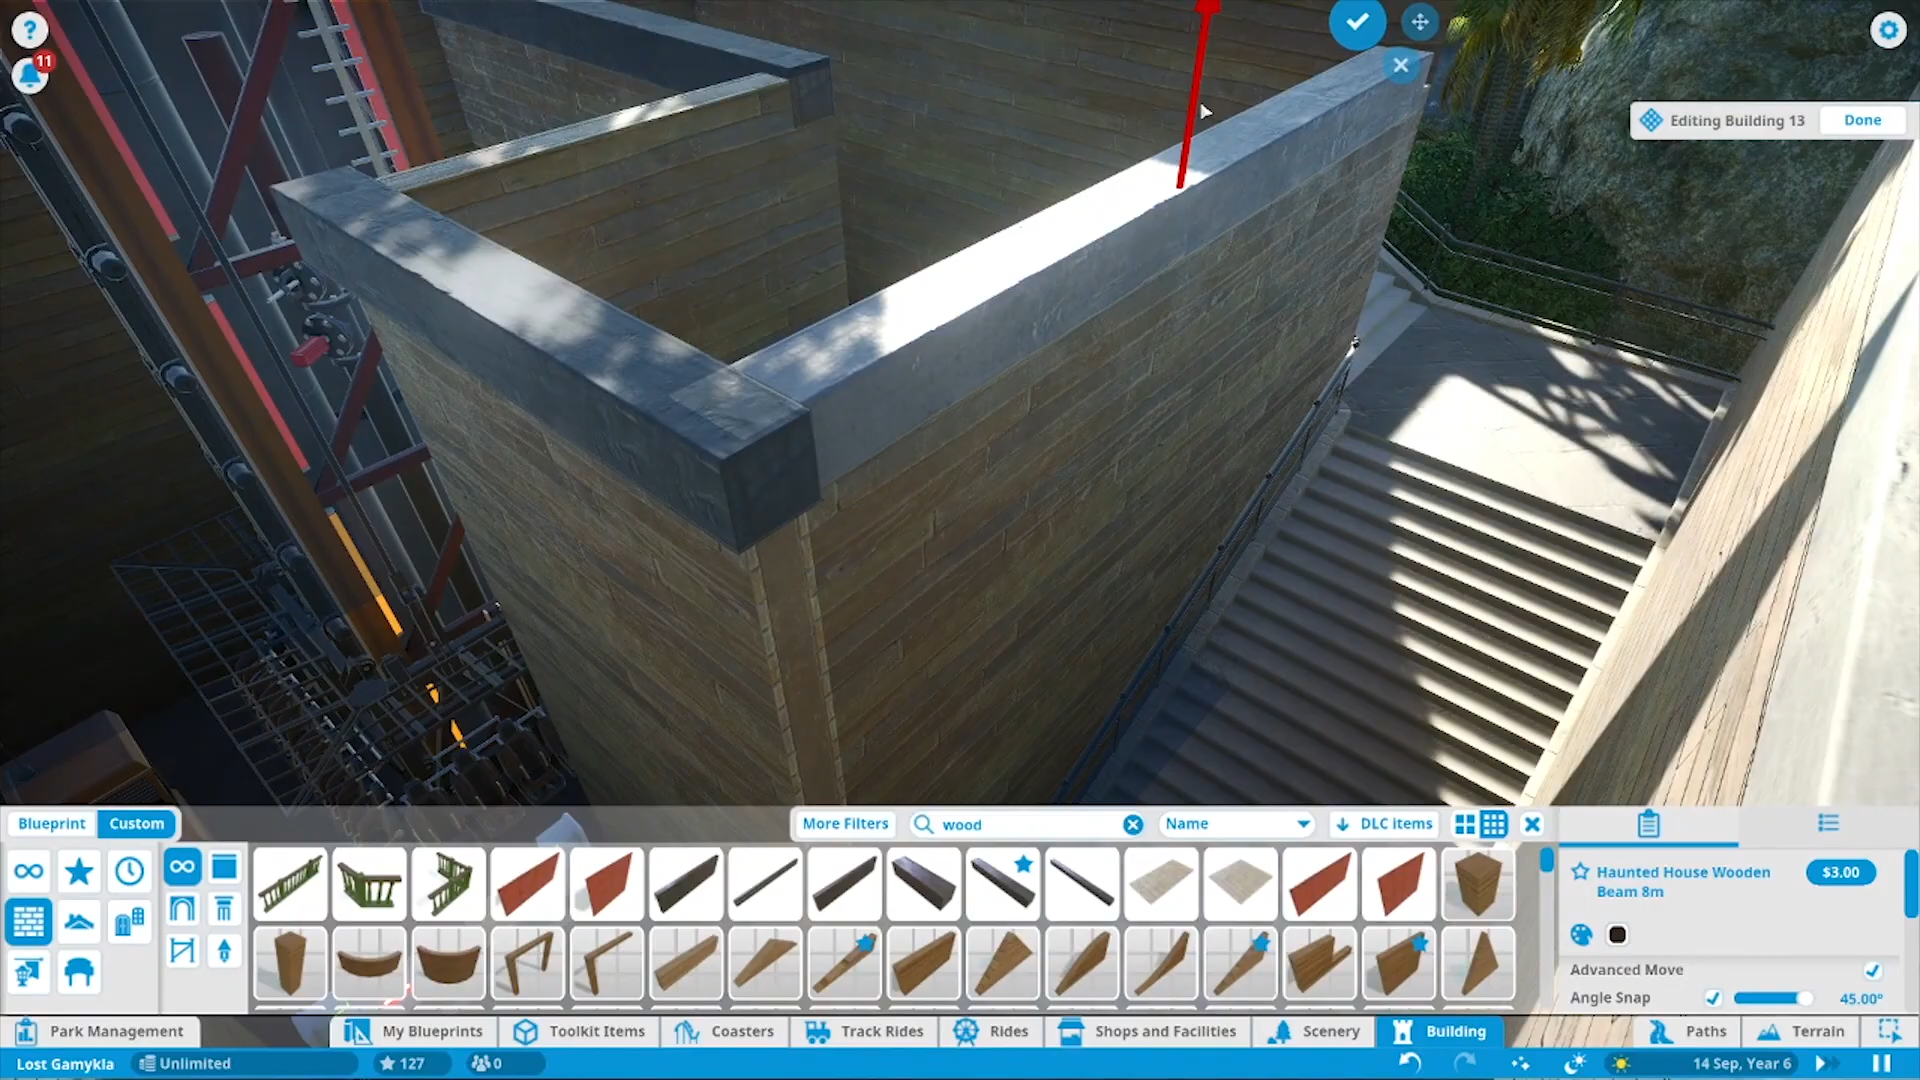 ?
11
Editing Building 13
Done
Blueprint
Custom
More Filters
wood
Name
DLC items
Haunted House Wooden
Beam 8m
$3.00
Advanced Move
Angle Snap
45.00°
Park Management
My Blueprints
Toolkit Items
Coasters
Track Rides
Rides
Shops and Facilities
Scenery
Building
Paths
Terrain
Lost Gamykla
Unlimited
127
0
14 Sep, Year 6